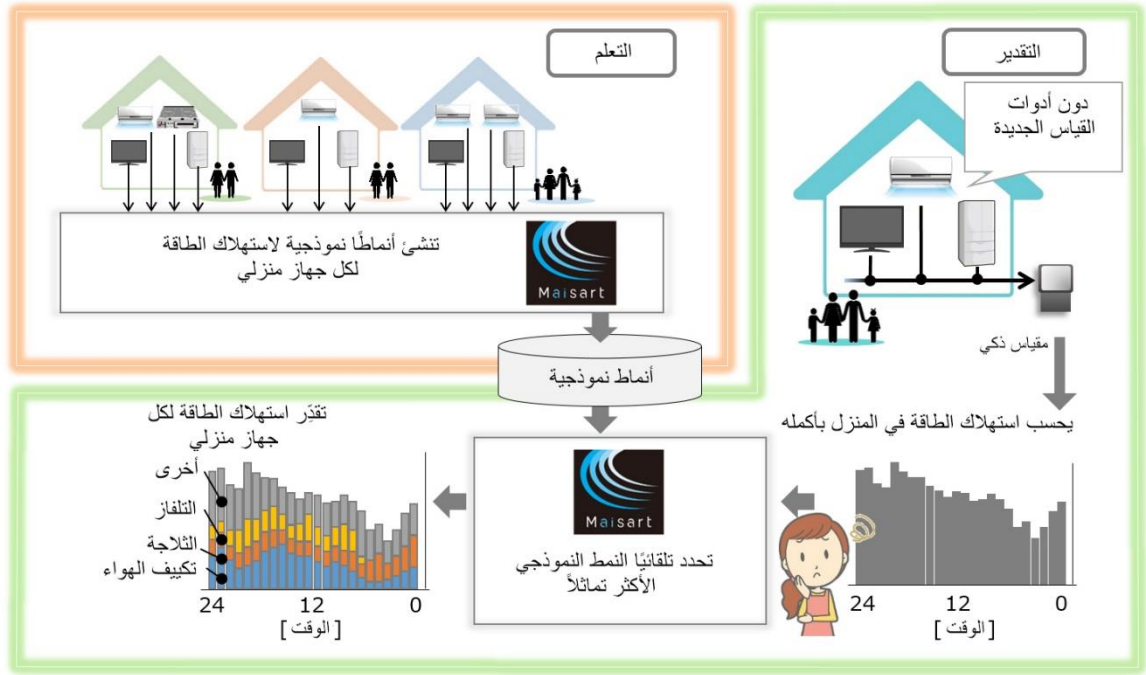 التعلم
تنشئ أنماطًا نموذجية لاستهلاك الطاقة
لكل جهاز منزلي
Maisart
أنماط نموذجية
التقدير
دون أدوات
القياس الجديدة
مقياس ذكي
يحسب استهلاك الطاقة في المنزل بأكمله
24
12
0
[الوقت]
Maisart
تحدد تلقائيًا النمط النموذجي
الأكثر تماثلاً
تقدِّر استهلاك الطاقة لكل
جهاز منزلي
أخرى
التلفاز
الثلاجة
تكييف الهواء
24
12
0
[الوقت]